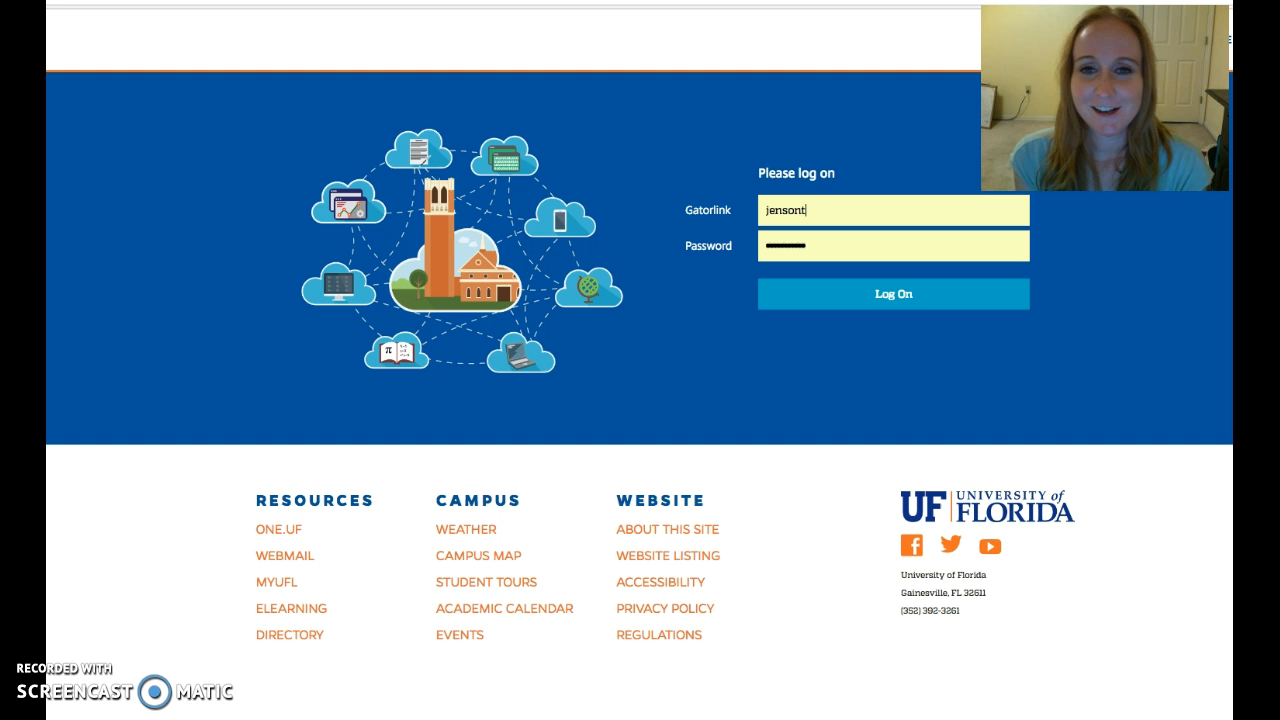 Please log on
Gatorlink
jensont
Password
Log On
RESOURCES
ONE.UF
WEBMAIL
MYUFL
ELEARNING
DIRECTORY
CAMPUS
WEATHER
CAMPUS MAP
STUDENT TOURS
ACADEMIC CALENDAR
EVENTS
WEBSITE
ABOUT THIS SITE
WEBSITE LISTING
ACCESSIBILITY
PRIVACY POLICY
REGULATIONS
UF UNIVERSITY of
FLORIDA
University of Florida
Gainesville, FL 32611
(352) 392-3261
RECORDED WITH
SCREENCAST MATIC